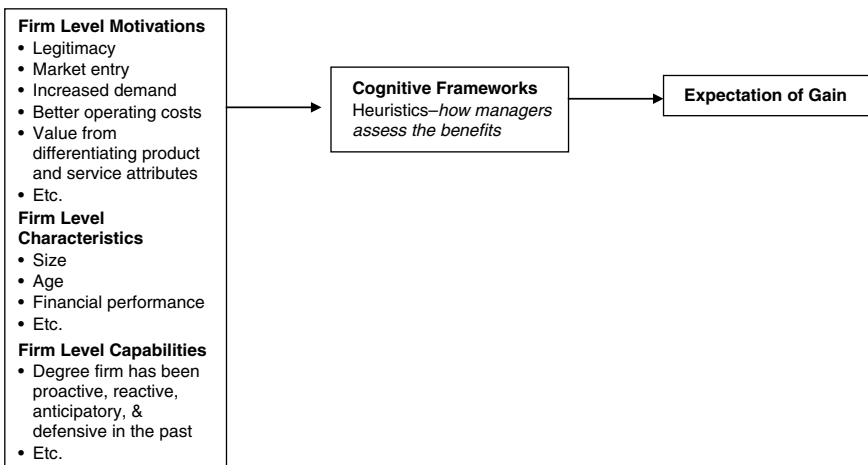 Firm Level Motivations
• Legitimacy
• Market entry
• Increased demand
• Better operating costs
• Value from
differentiating product
and service attributes
• Etc.
Firm Level
Characteristics
• Size
• Age
• Financial performance
• Etc.
Firm Level Capabilities
• Degree firm has been
proactive, reactive,
anticipatory, &
defensive in the past
• Etc.
Cognitive Frameworks
Heuristics–how managers
assess the benefits
Expectation of Gain